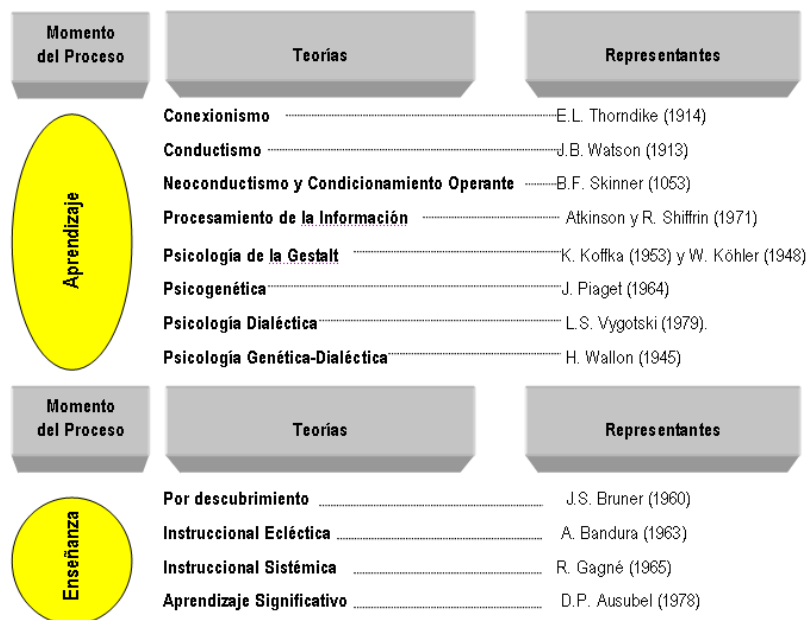 Momento
del Proceso
Teorías
Representantes
Aprendizaje
Conexionismo E.L. Thorndike (1914)
Conductismo J.B. Watson (1913)
Neoconductismo y Condicionamiento Operante B.F. Skinner (1053)
Procesamiento de la Información Atkinson y R. Shiffrin (1971)
Psicología de la Gestalt K. Koffka (1953) y W. Köhler (1948)
Psicogenética J. Piaget (1964)
Psicología Dialéctica L.S. Vygotski (1979).
Psicología Genética-Dialéctica H. Wallon (1945)
Momento
del Proceso
Teorías
Representantes
Enseñanza
Por descubrimiento J.S. Bruner (1960)
Instruccional Ecléctica A. Bandura (1963)
Instruccional Sistémica R. Gagné (1965)
Aprendizaje Significativo D.P. Ausubel (1978)